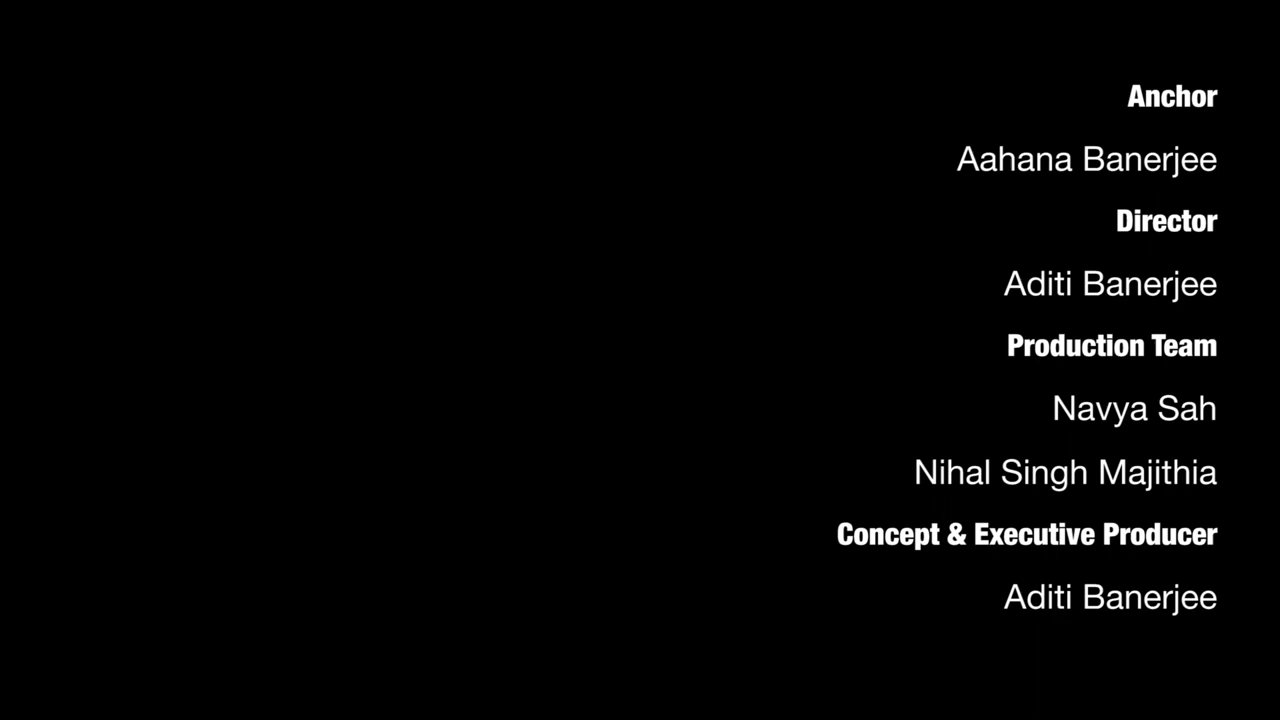 Anchor
Aahana Banerjee
Director
Aditi Banerjee
Production Team
Navya Sah
Nihal Singh Majithia
Concept & Executive Producer
Aditi Banerjee